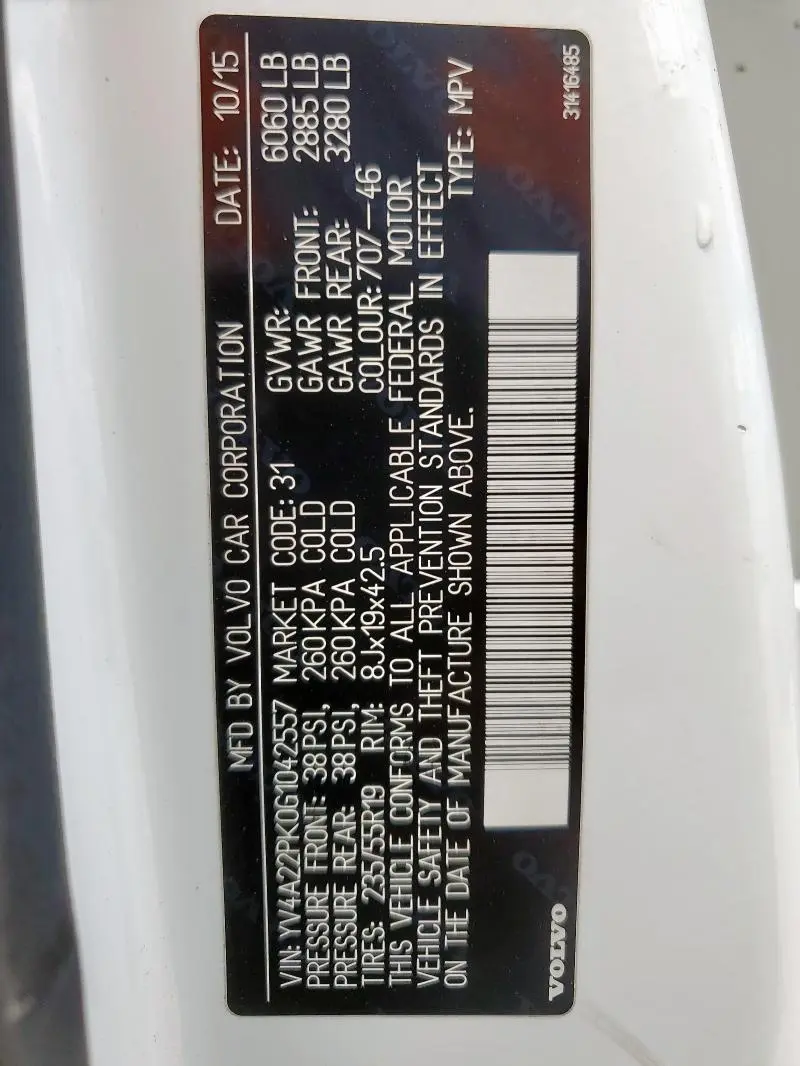 MFD BY VOLVO CAR CORPORATION DATE: 10/15
VIN: YV4A22PK0G1042557 MARKET CODE: 31 GVWR: 6060 LB
PRESSURE FRONT: 38PSI, 260KPA COLD GAWR FRONT: 2885 LB
PRESSURE REAR: 38PSI, 260KPA COLD GAWR REAR: 3280 LB
TIRES: 235/55R19 RIM: 8Jx19x42.5 COLOUR: 707—46
THIS VEHICLE CONFORMS TO ALL APPLICABLE FEDERAL MOTOR
VEHICLE SAFETY AND THEFT PREVENTION STANDARDS IN EFFECT
ON THE DATE OF MANUFACTURE SHOWN ABOVE. TYPE: MPV
VOLVO 31416485